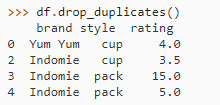 >>> df.drop_duplicates()
    brand style  rating
0  Yum Yum   cup     4.0
2  Indomie   cup     3.5
3  Indomie  pack    15.0
4  Indomie  pack     5.0